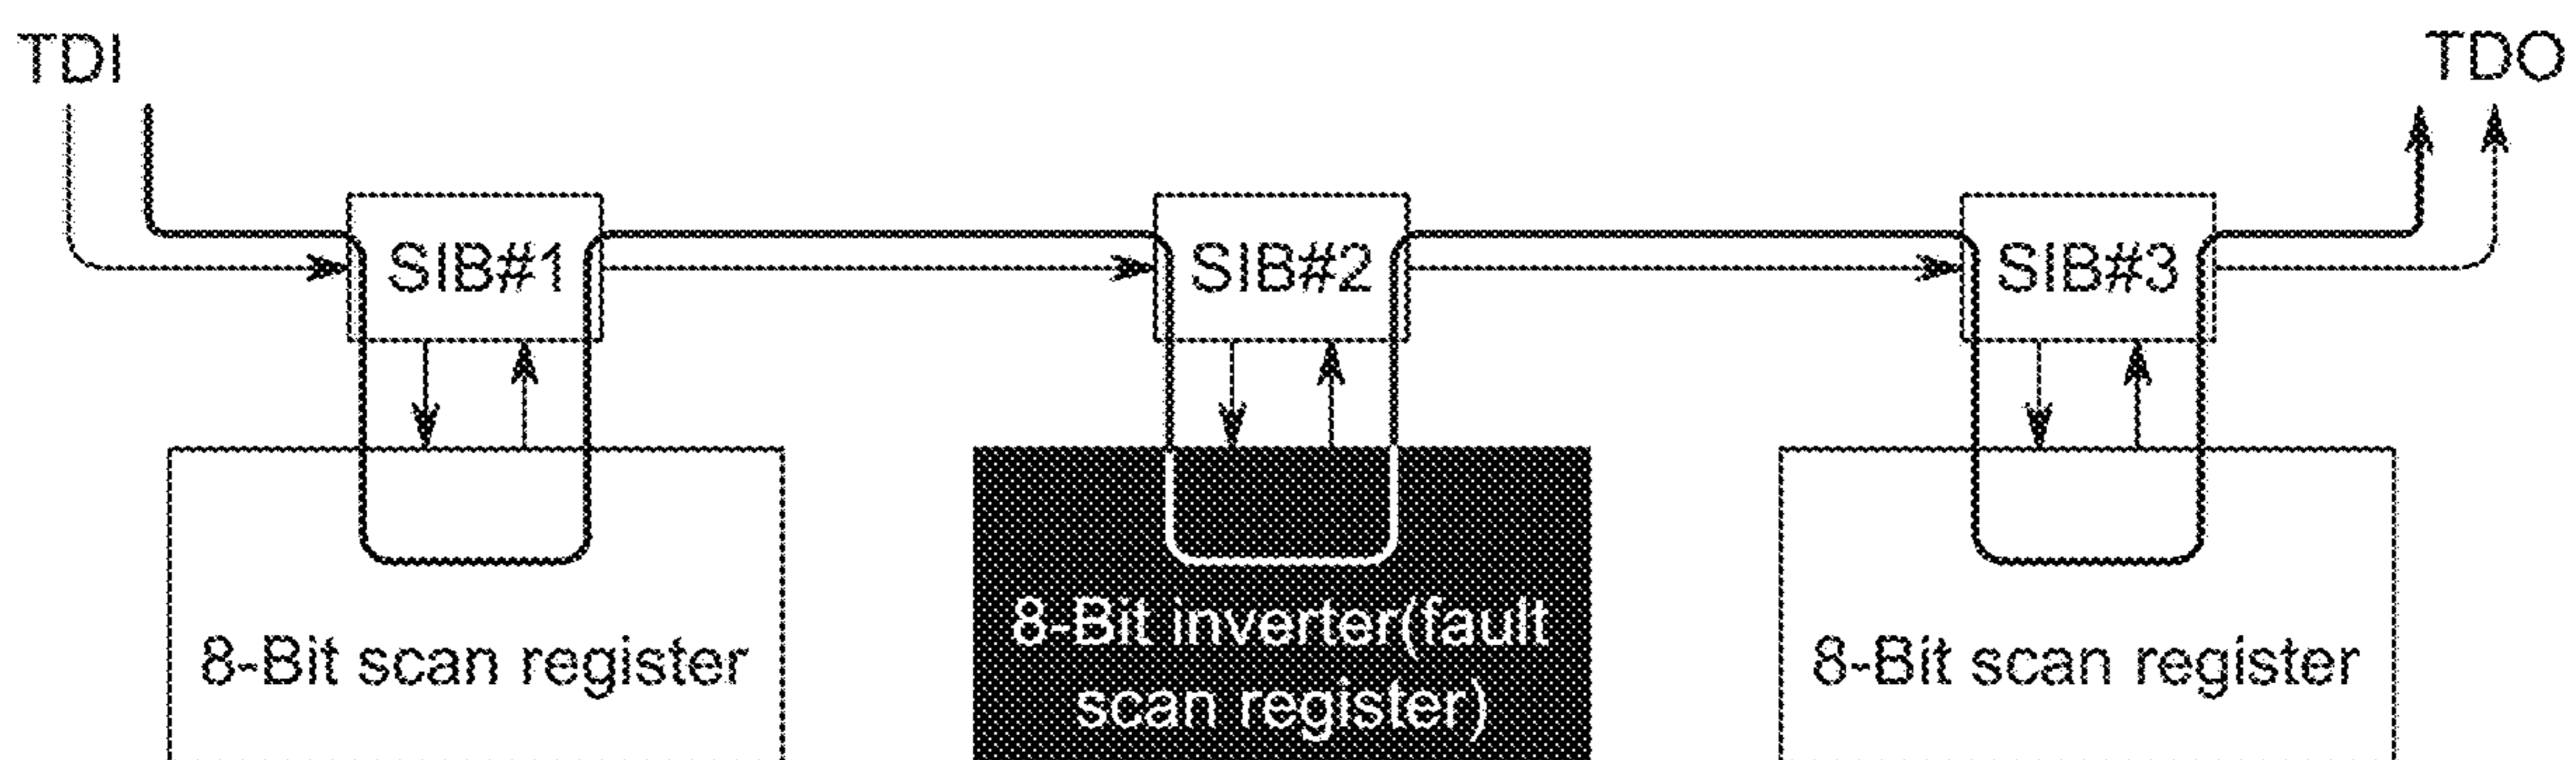 TDI
TDO
SIB#1
SIB#2
SIB#3
8-Bit scan register
8-Bit inverter(fault
scan register)
8-Bit scan register